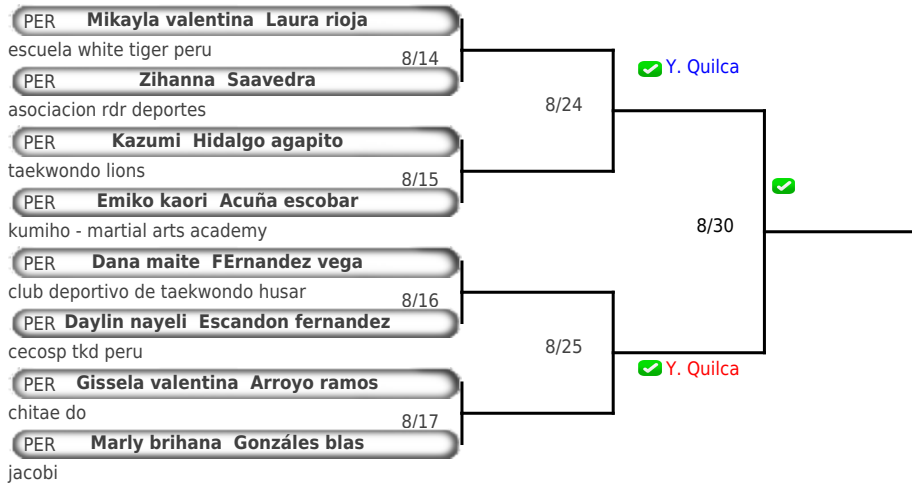 PER Mikayla valentina Laura rioja
escuela white tiger peru
8/14
PER Zihanna Saavedra
asociacion rdr deportes
8/24
Y. Quilca
PER Kazumi Hidalgo agapito
taekwondo lions
8/15
PER Emiko kaori Acuña escobar
kumiho - martial arts academy
8/30
PER Dana maite FErnandez vega
club deportivo de taekwondo husar
8/16
PER Daylin nayeli Escandon fernandez
cecosp tkd peru
8/25
Y. Quilca
PER Gissela valentina Arroyo ramos
chitae do
8/17
PER Marly brihana Gonzáles blas
jacobi